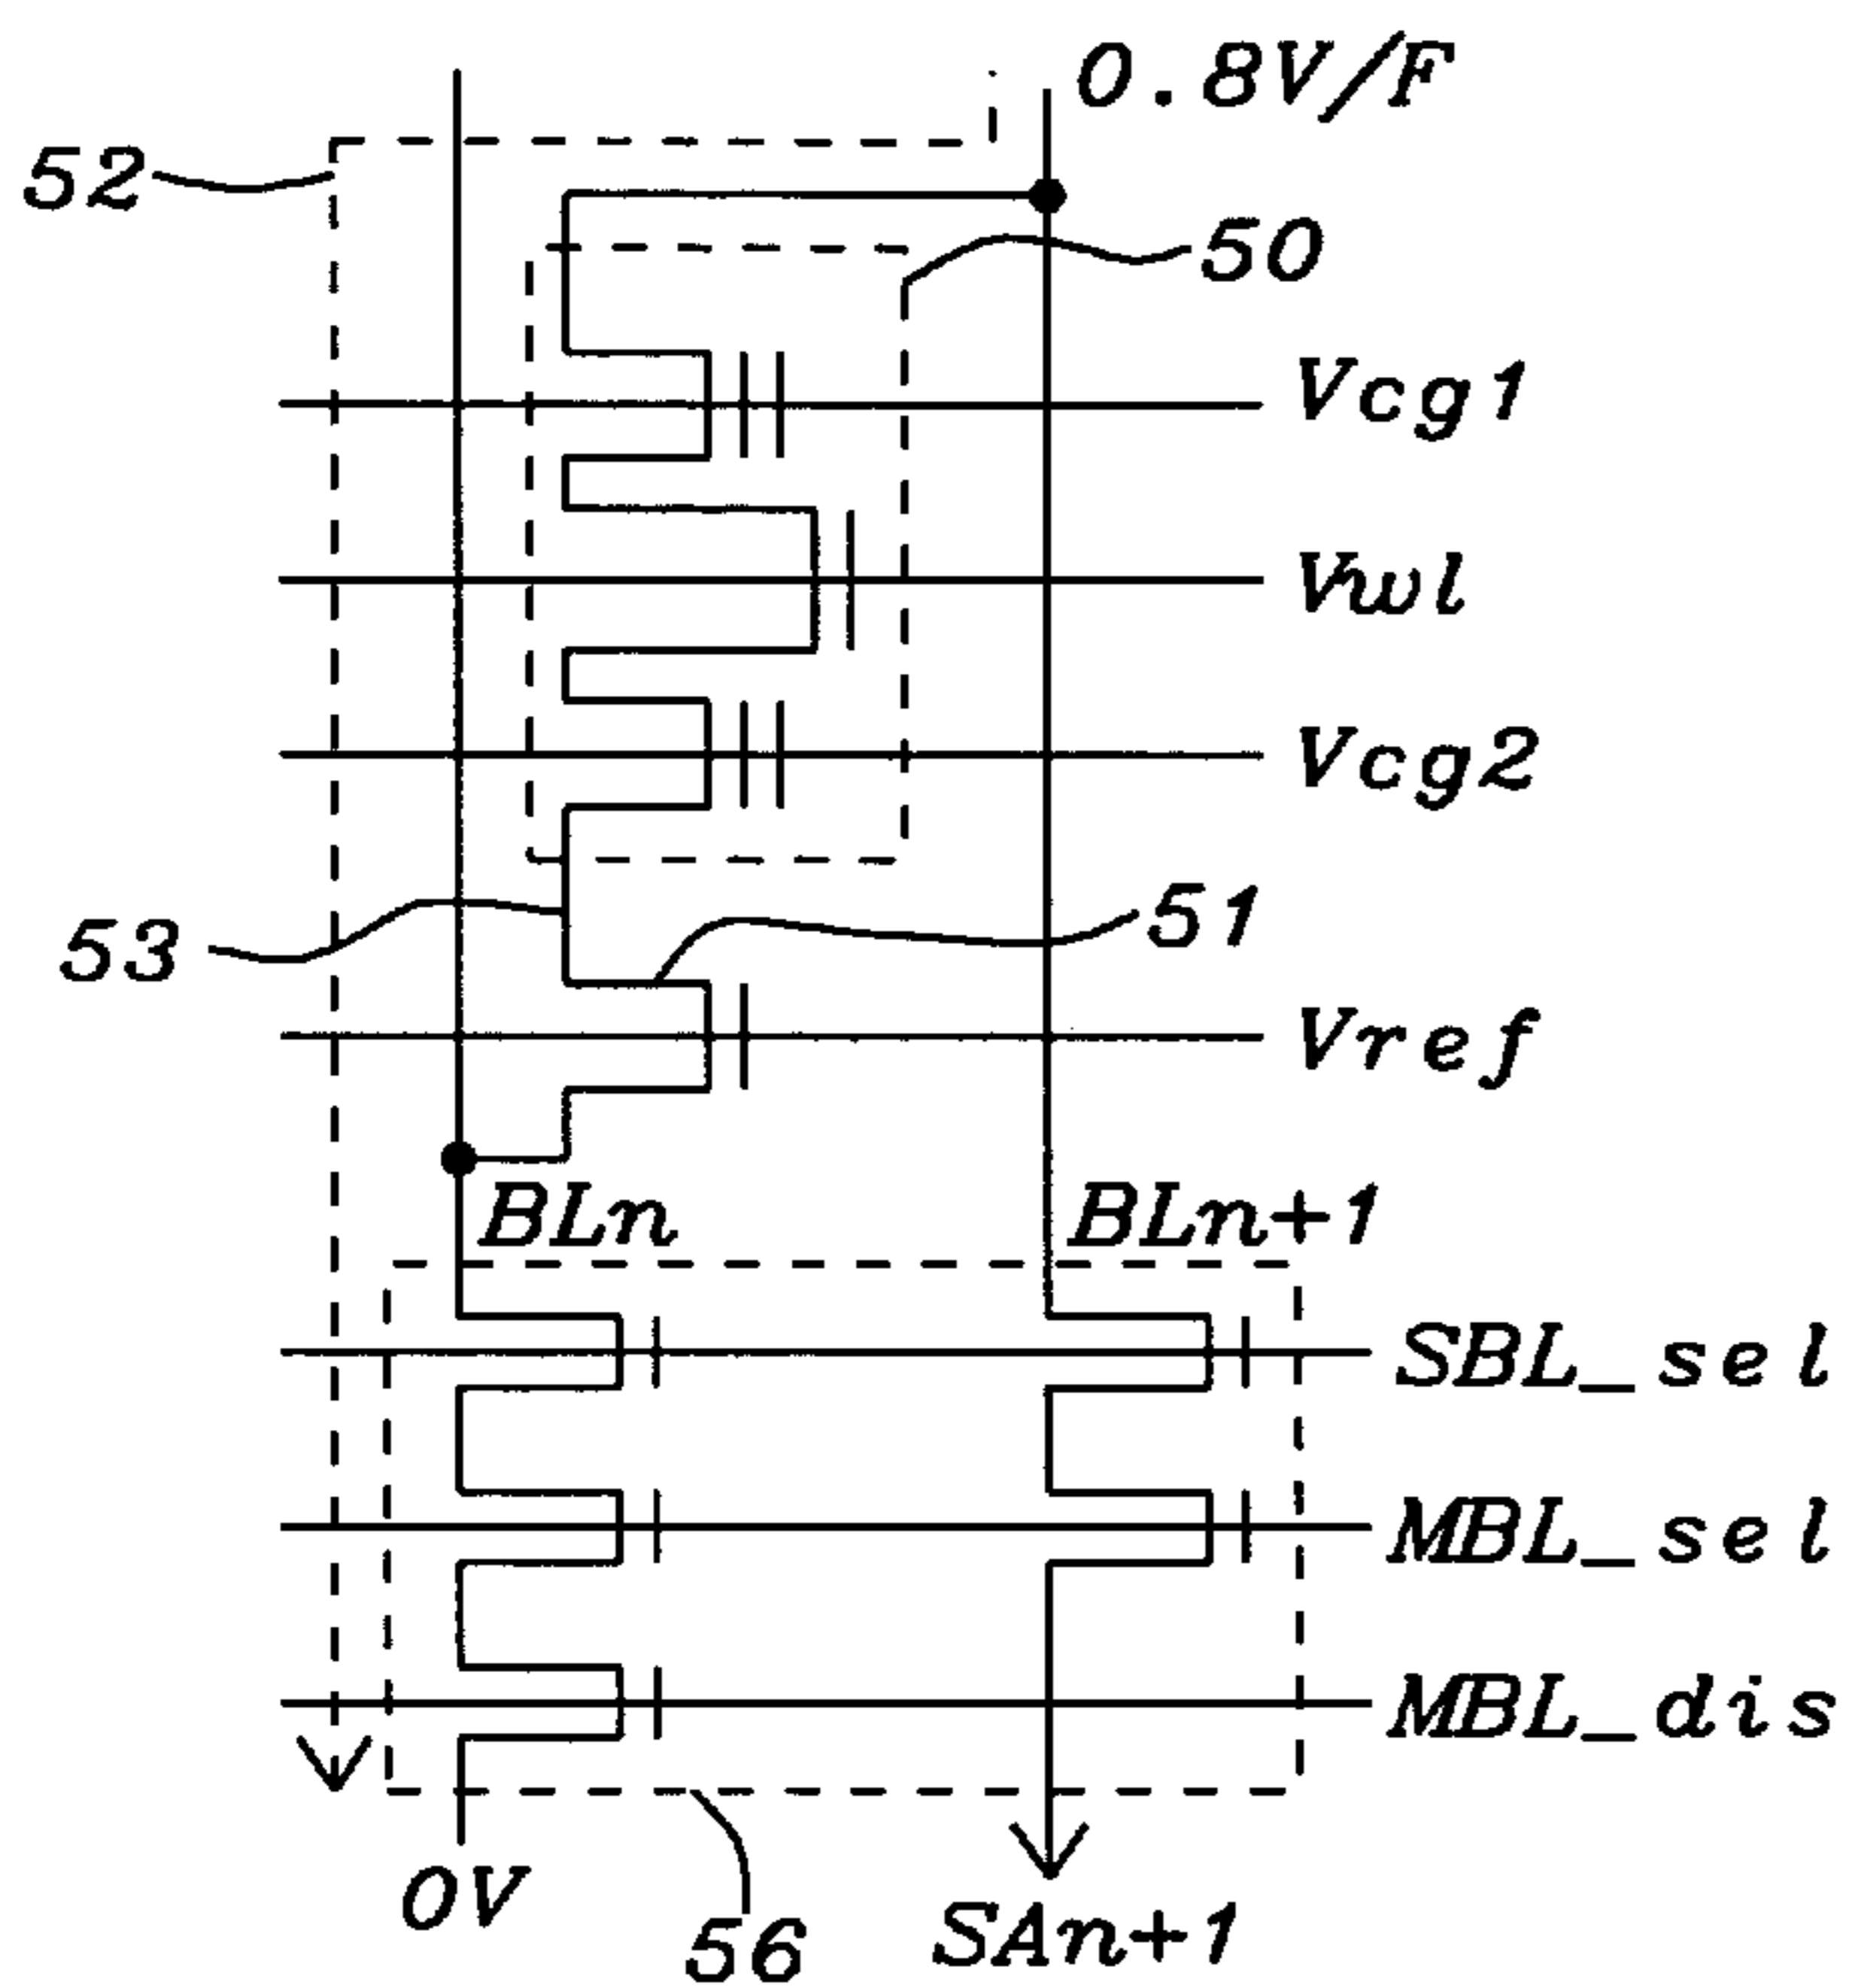 0.8V/F
52
50
Vcg1
Vwl
Vcg2
51
53
Vref
BLn
BLn+1
SBL_sel
MBL_sel
MBL_dis
0V
SAn+1
56